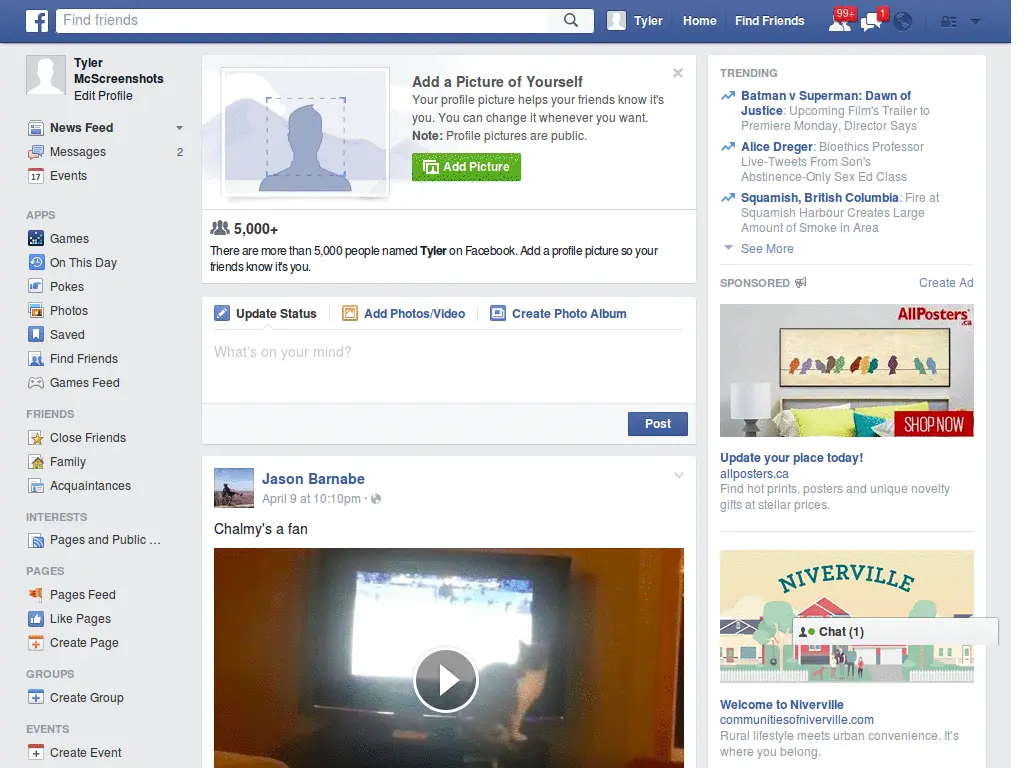 f
Find friends
Tyler
Home
Find Friends
99+
1
Tyler
McScreenshots
Edit Profile
News Feed
Messages
2
17
Events
APPS
Games
On This Day
Pokes
Photos
Saved
Find Friends
Games Feed
FRIENDS
Close Friends
Family
Acquaintances
INTERESTS
Pages and Public ...
PAGES
Pages Feed
Like Pages
Create Page
GROUPS
Create Group
EVENTS
Create Event
Add a Picture of Yourself
Your profile picture helps your friends know it's
you. You can change it whenever you want.
Note: Profile pictures are public.
Add Picture
5,000+
There are more than 5,000 people named Tyler on Facebook. Add a profile picture so your
friends know it's you.
Update Status
Add Photos/Video
Create Photo Album
What's on your mind?
Post
Jason Barnabe
April 9 at 10:10pm ·
Chalmy's a fan
TRENDING
Batman v Superman: Dawn of
Justice: Upcoming Film's Trailer to
Premiere Monday, Director Says
Alice Dreger: Bioethics Professor
Live-Tweets From Son's
Abstinence-Only Sex Ed Class
Squamish, British Columbia: Fire at
Squamish Harbour Creates Large
Amount of Smoke in Area
See More
SPONSORED
Create Ad
AllPosters
.ca
SHOP NOW
Update your place today!
allposters.ca
Find hot prints, posters and unique novelty
gifts at stellar prices.
NIVERVILLE
Chat (1)
Welcome to Niverville
communitiesofniverville.com
Rural lifestyle meets urban convenience. It's
where you belong.